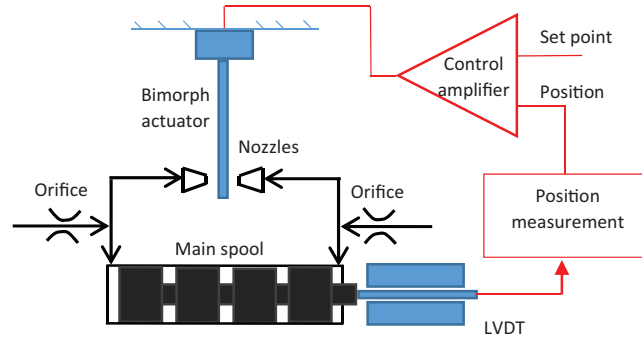 Set point
Control
amplifier
Bimorph
actuator
Position
Nozzles
Orifice
Orifice
Position
measurement
Main spool
LVDT